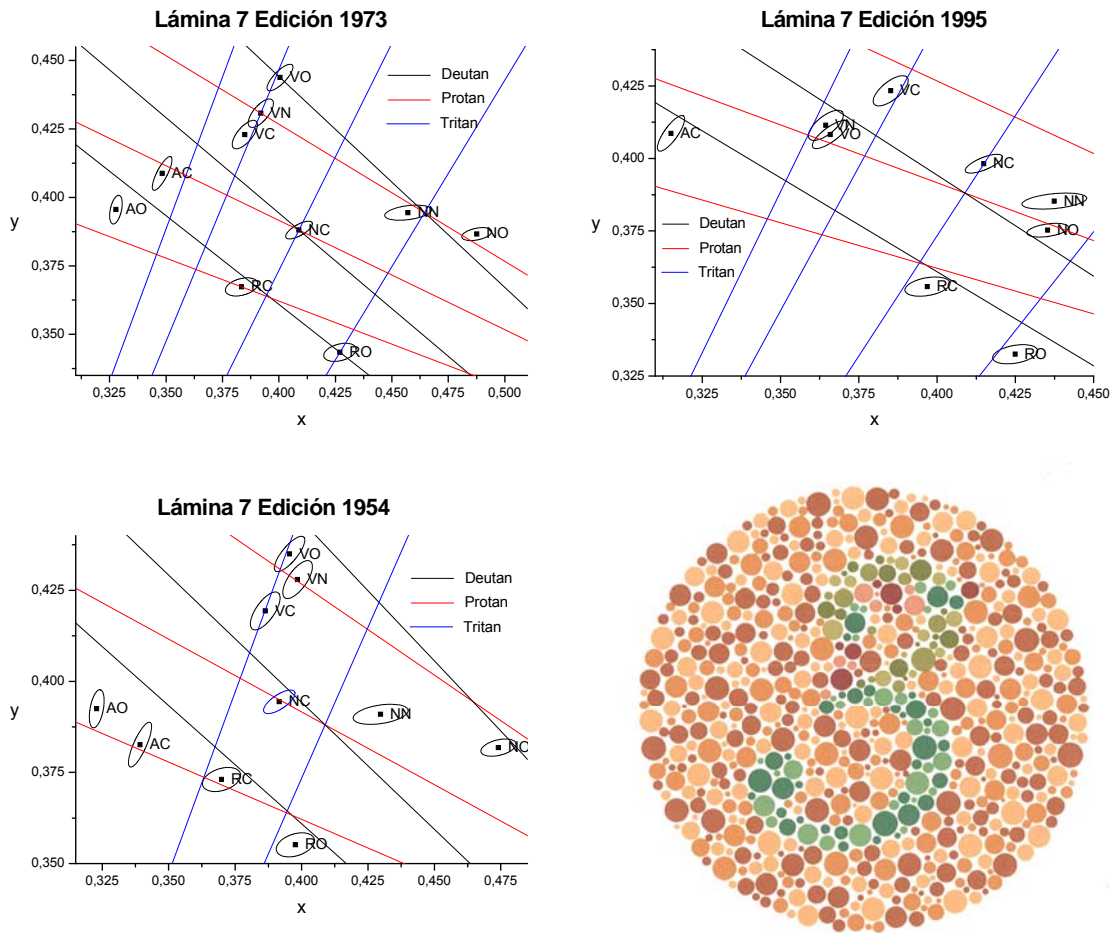 Lámina 7 Edición 1973
0,450
0,425
0,400
0,375
0,350
y
0,325 0,350 0,375 0,400 0,425 0,450 0,475 0,500
x
VO
VN
VC
AC
AO
NN
NO
NC
RC
RO
Deutan
Protan
Tritan
Lámina 7 Edición 1995
0,425
0,400
0,375
0,350
0,325
y
0,325 0,350 0,375 0,400 0,425 0,450
x
VC
VN
VO
AC
NC
NN
NO
RC
RO
Deutan
Protan
Tritan
Lámina 7 Edición 1954
0,425
0,400
0,375
0,350
y
0,325 0,350 0,375 0,400 0,425 0,450 0,475
x
VO
VN
VC
NC
AO
NN
AC
RC
RO
Deutan
Protan
Tritan